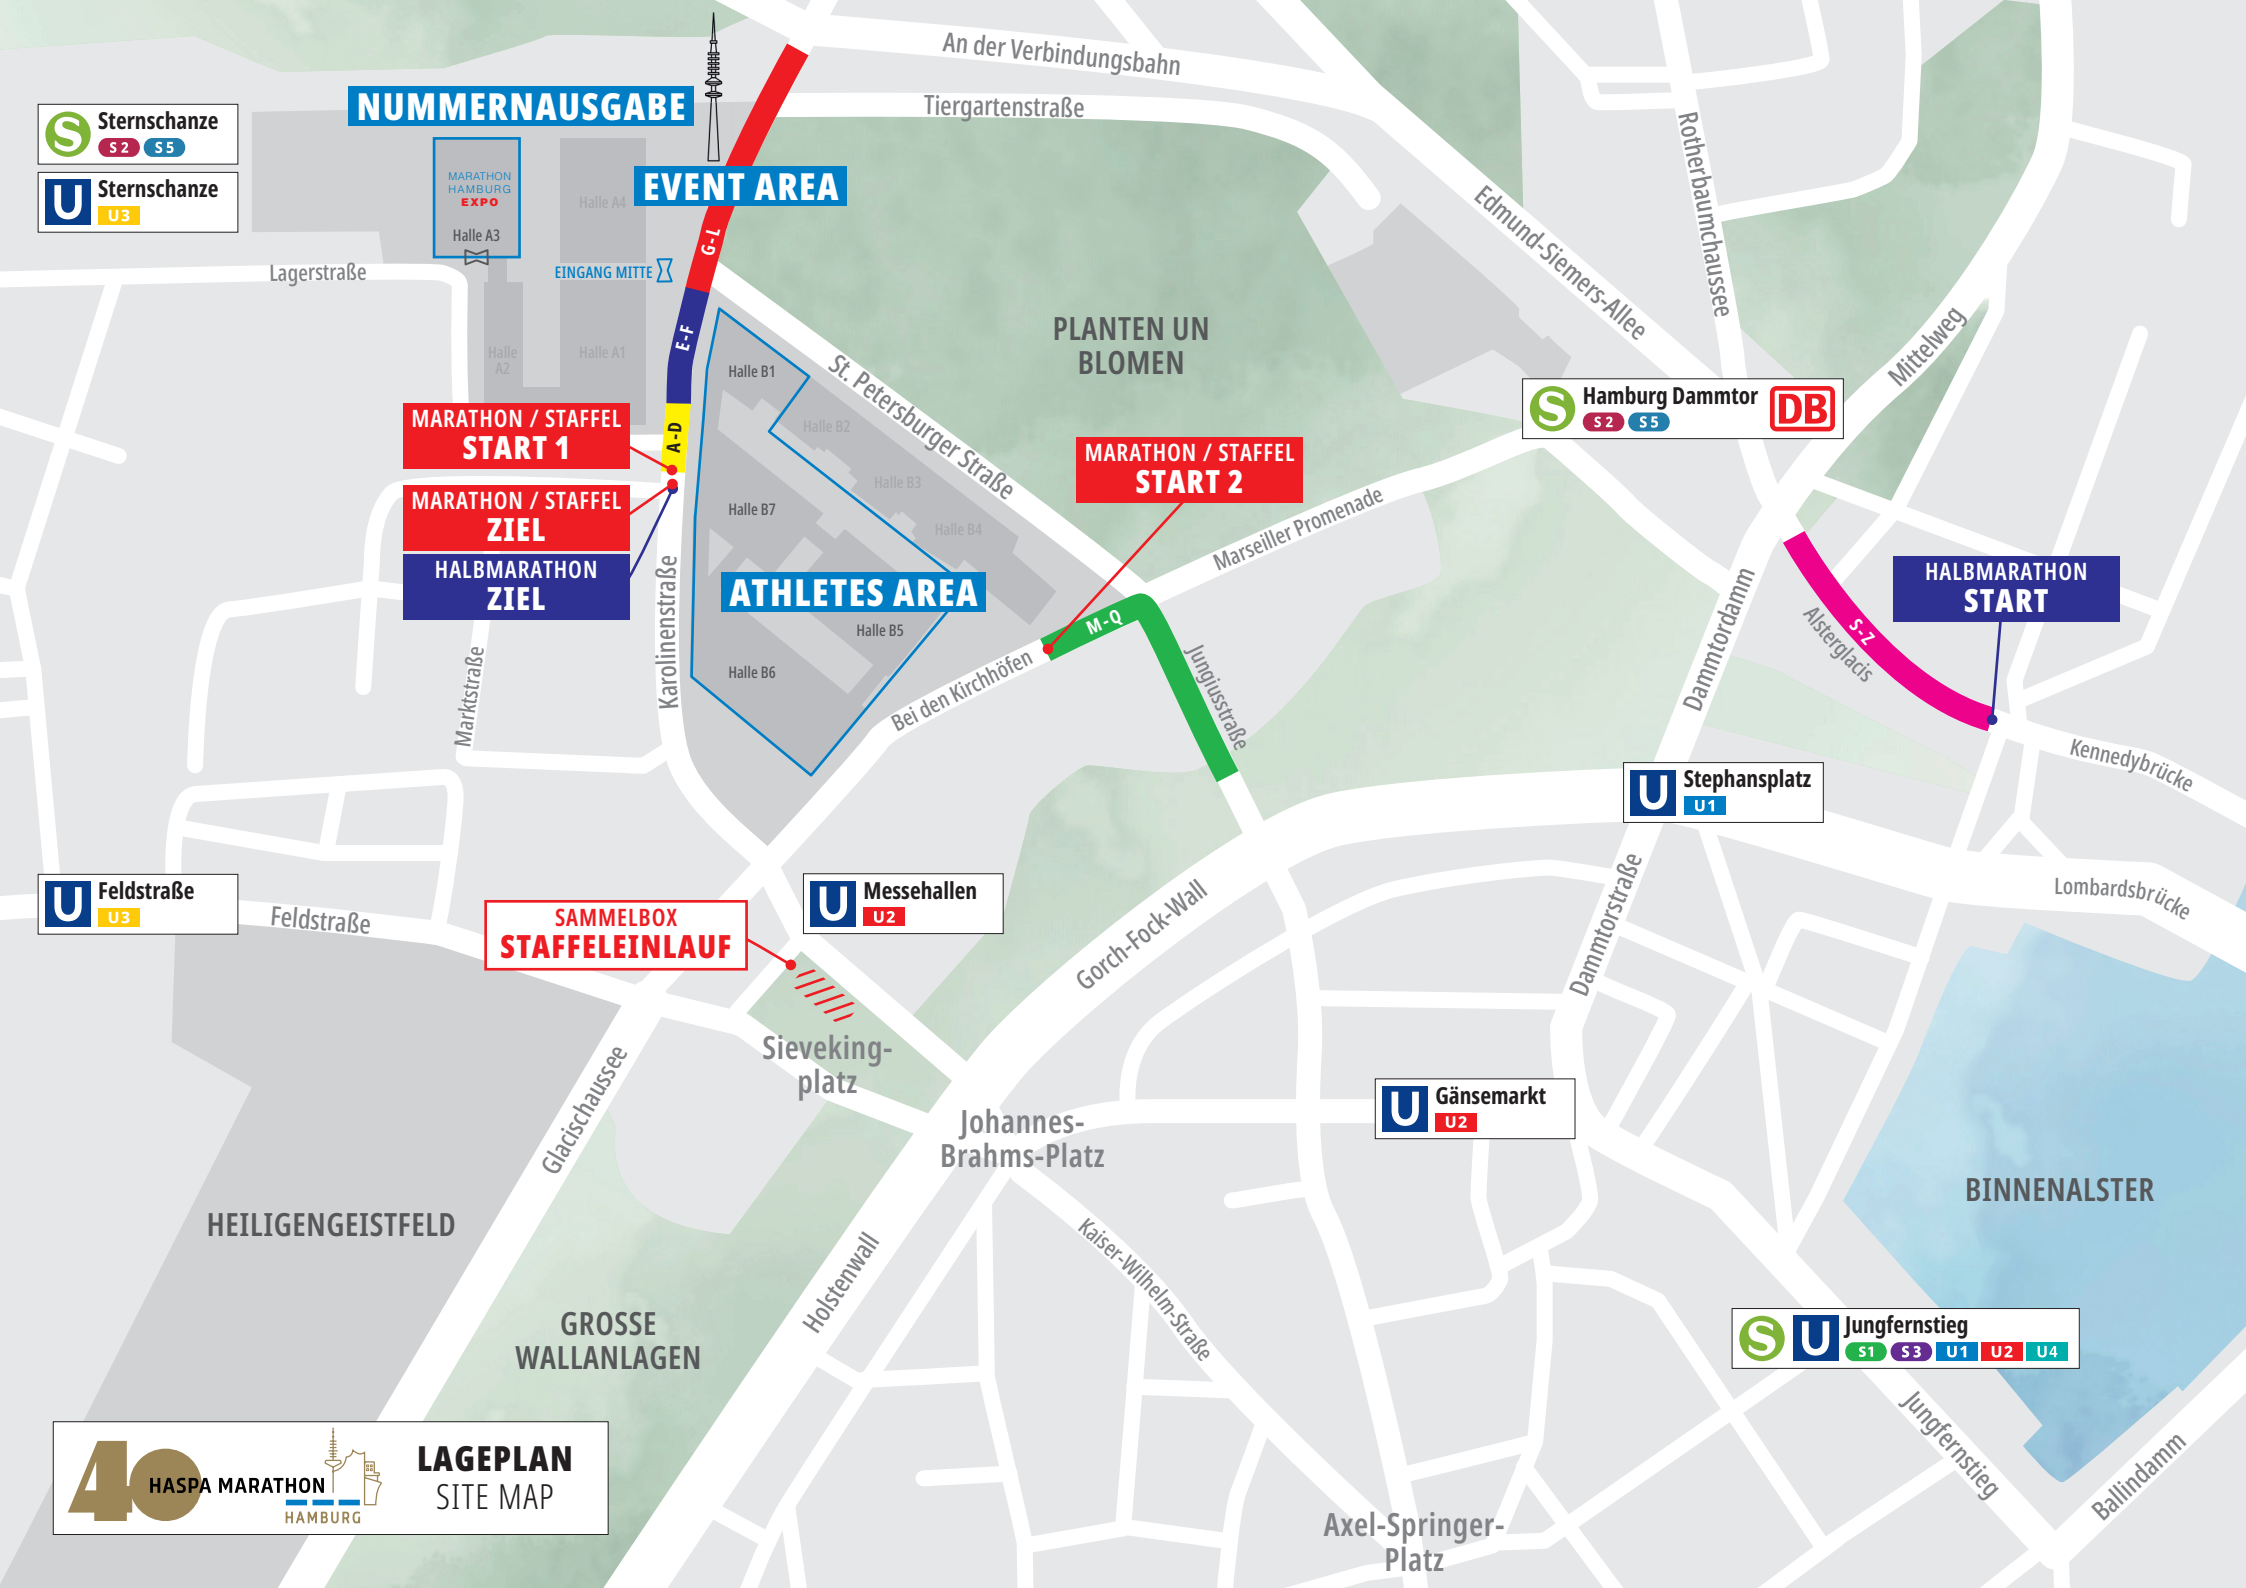 An der Verbindungsbahn
Tiergartenstraße
NUMMERNAUSGABE
S
Sternschanze
S 2
S 5
U
Sternschanze
U3
MARATHON
HAMBURG
EXPO
Halle A3
Halle A4
EVENT AREA
G-L
EINGANG MITTE
Lagerstraße
E-F
Halle
A2
Halle A1
Halle B1
St. Petersburger Straße
PLANTEN UN
BLOMEN
Edmund-Siemers-Allee
Rotherbaumchaussee
Mittelweg
S
Hamburg Dammtor
S 2
S 5
DB
MARATHON / STAFFEL
START 1
A-D
Halle B2
Halle B3
Halle B4
MARATHON / STAFFEL
START 2
Marseiller Promenade
MARATHON / STAFFEL
ZIEL
HALBMARATHON
ZIEL
Halle B7
ATHLETES AREA
Halle B5
Halle B6
Karolinenstraße
Marktstraße
Bei den Kirchhöfen
M-Q
Jungiusstraße
Dammtordamm
S-Z
Alsterglacis
HALBMARATHON
START
Kennedybrücke
U
Stephansplatz
U1
U
Feldstraße
U3
Feldstraße
SAMMELBOX
STAFFELEINLAUF
U
Messehallen
U2
Gorch-Fock-Wall
Dammtorstraße
Lombardsbrücke
Sieveking-
platz
Glacischaussee
Johannes-
Brahms-Platz
U
Gänsemarkt
U2
BINNENALSTER
HEILIGENGEISTFELD
Holstenwall
Kaiser-Wilhelm-Straße
GROSSE
WALLANLAGEN
S
U
Jungfernstieg
S1
S3
U1
U2
U4
Jungfernstieg
Ballindamm
40
HASPA MARATHON
HAMBURG
LAGEPLAN
SITE MAP
Axel-Springer-
Platz